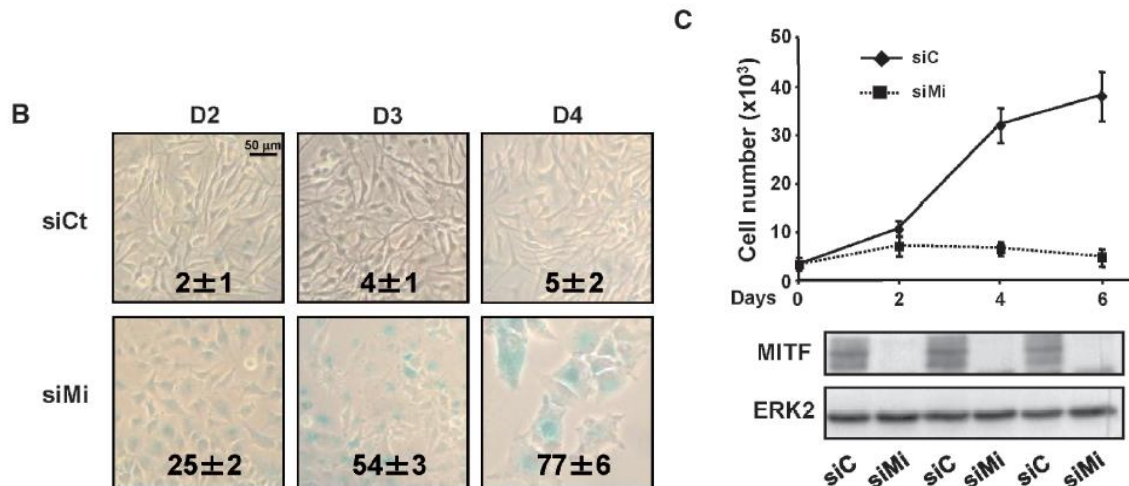 B
D2
D3
D4
siCt
50 μm
2±1
4±1
5±2
siMi
25±2
54±3
77±6
C
50
40
30
20
10
0
Cell number (x10³)
siC
siMi
Days
0
2
4
6
MITF
ERK2
siC
siMi
siC
siMi
siC
siMi